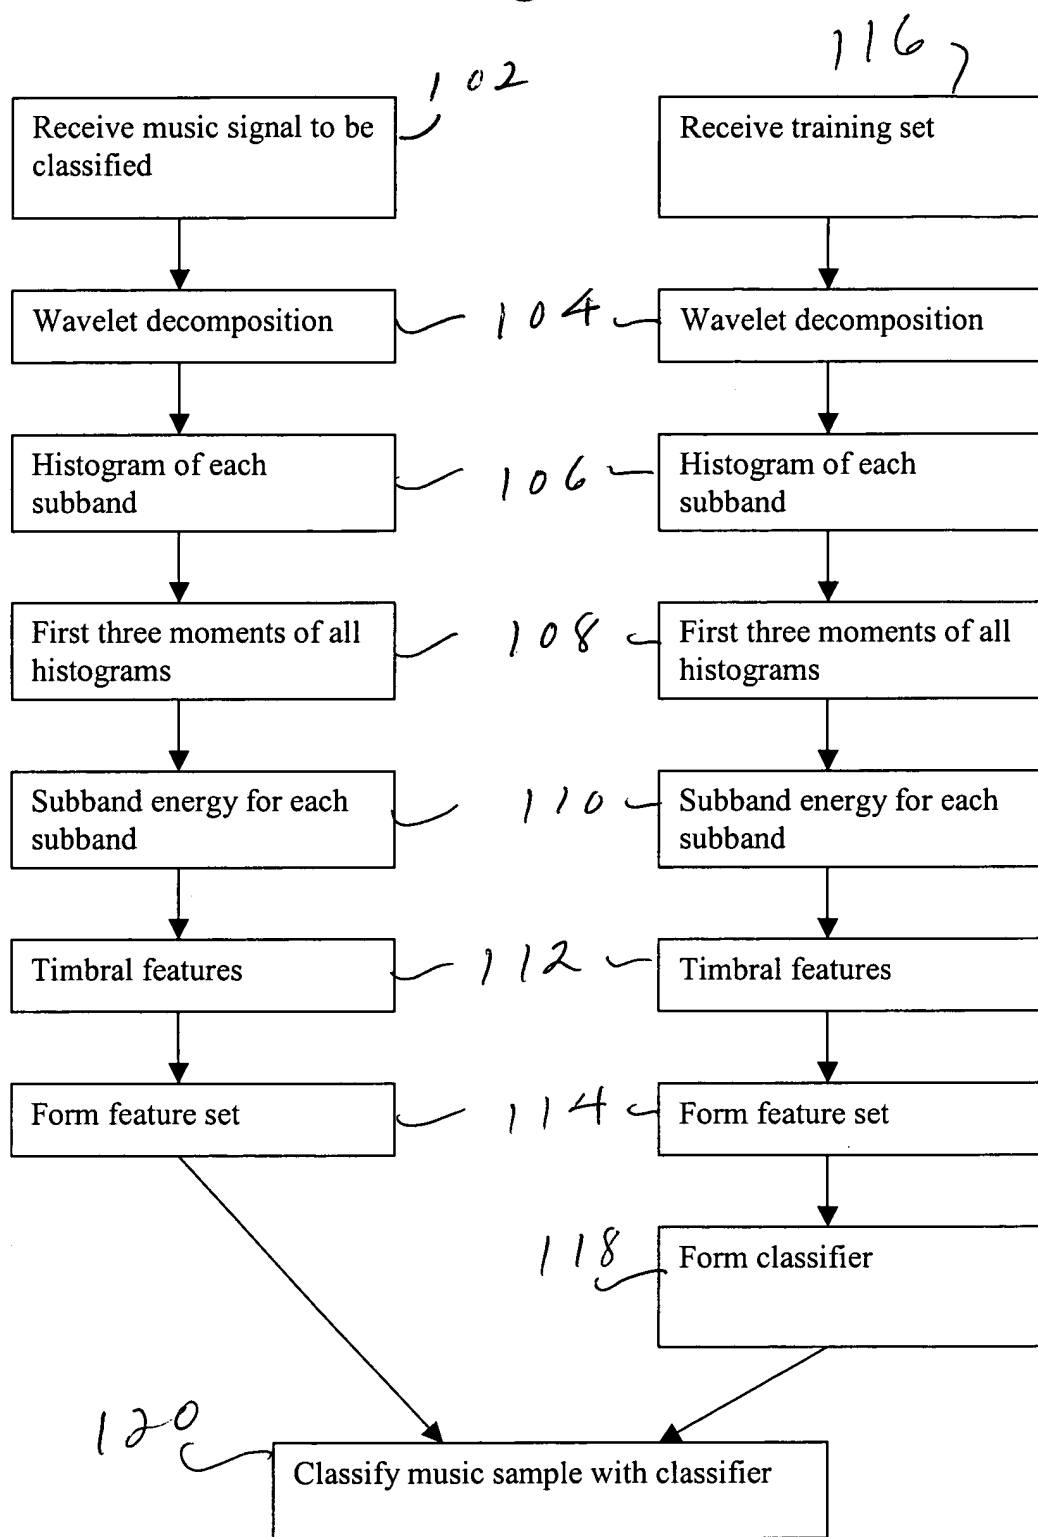 116
102
Receive music signal to be
classified
Receive training set
Wavelet decomposition
104
Wavelet decomposition
Histogram of each
subband
106
Histogram of each
subband
First three moments of all
histograms
108
First three moments of all
histograms
Subband energy for each
subband
110
Subband energy for each
subband
Timbral features
112
Timbral features
Form feature set
114
Form feature set
118
Form classifier
120
Classify music sample with classifier